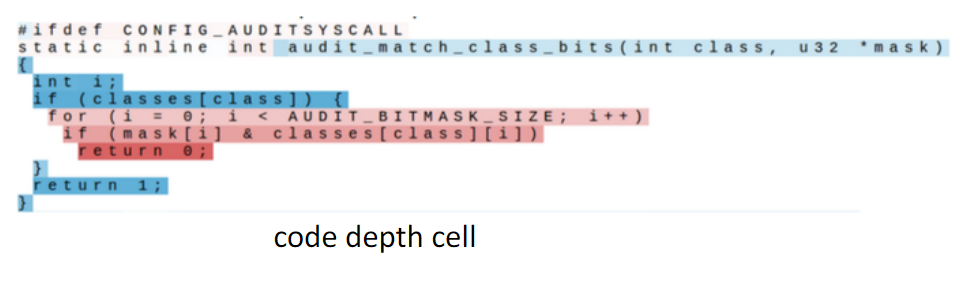 #ifdef CONFIG_AUDITSYSCALL
static inline int audit_match_class_bits(int class, u32 *mask)
{
  int i;
  if (classes[class]) {
    for (i = 0; i < AUDIT_BITMASK_SIZE; i++)
      if (mask[i] & classes[class][i])
        return 0;
  }
  return 1;
}
code depth cell